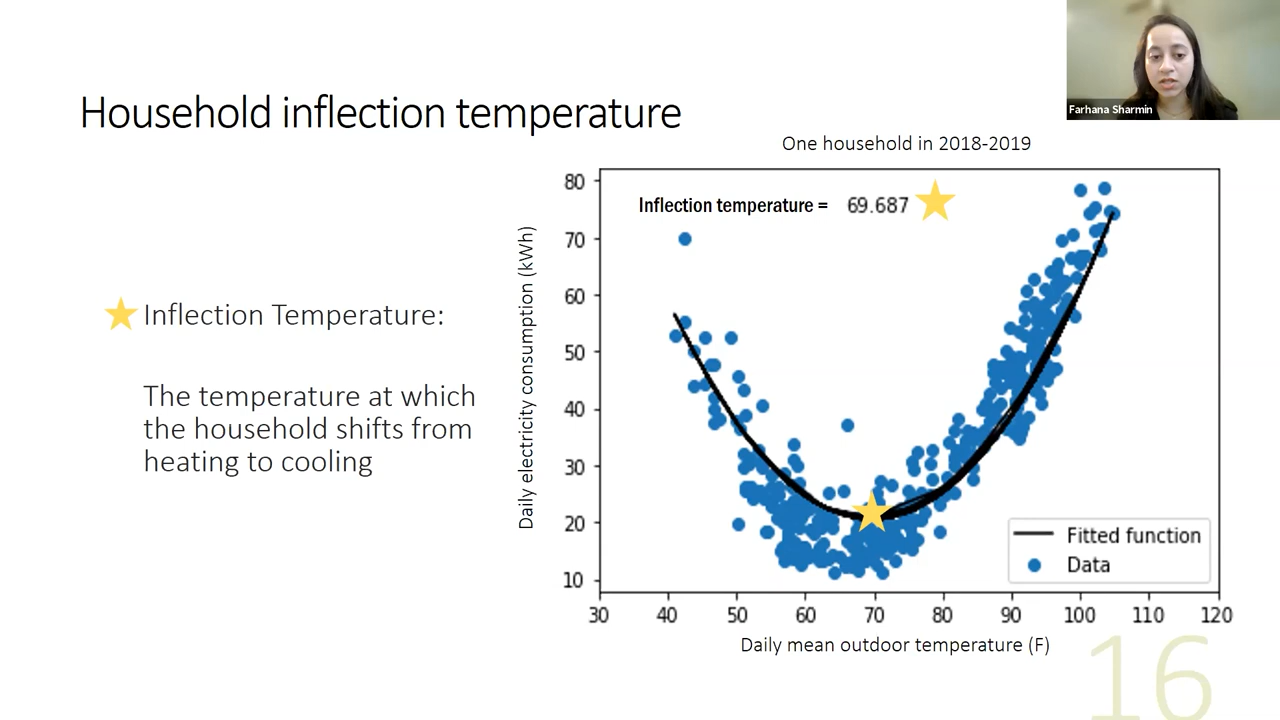 Farhana Sharmin
Household inflection temperature
One household in 2018-2019
Inflection temperature = 69.687
Inflection Temperature:
The temperature at which
the household shifts from
heating to cooling
Daily electricity consumption (kWh)
80
70
60
50
40
30
20
10
Fitted function
Data
30 40 50 60 70 80 90 100 110 120
Daily mean outdoor temperature (F)
16